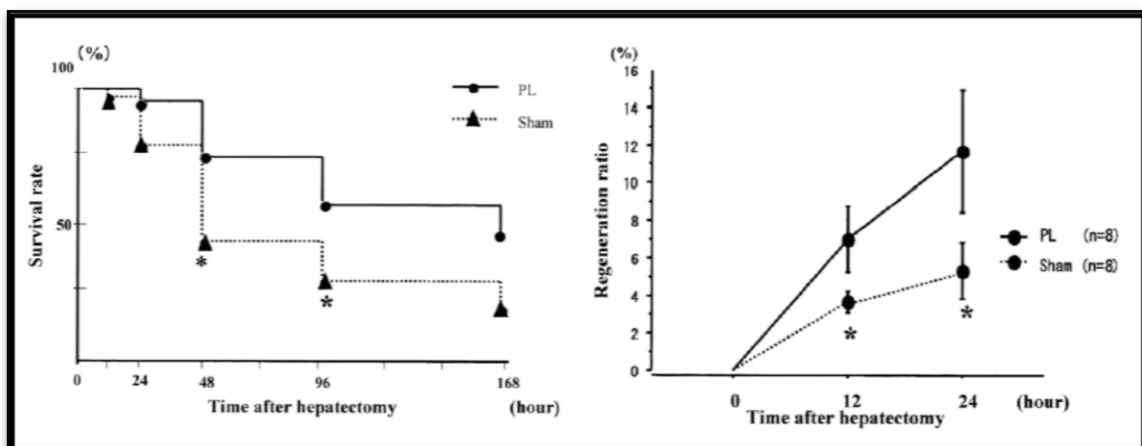 (%)
100
50
Survival rate
PL
Sham
*
*
0 24 48 96 168
Time after hepatectomy (hour)
(%)
16
14
12
10
8
6
4
2
0
Regeneration ratio
PL (n=8)
Sham (n=8)
*
*
0 12 24 (hour)
Time after hepatectomy